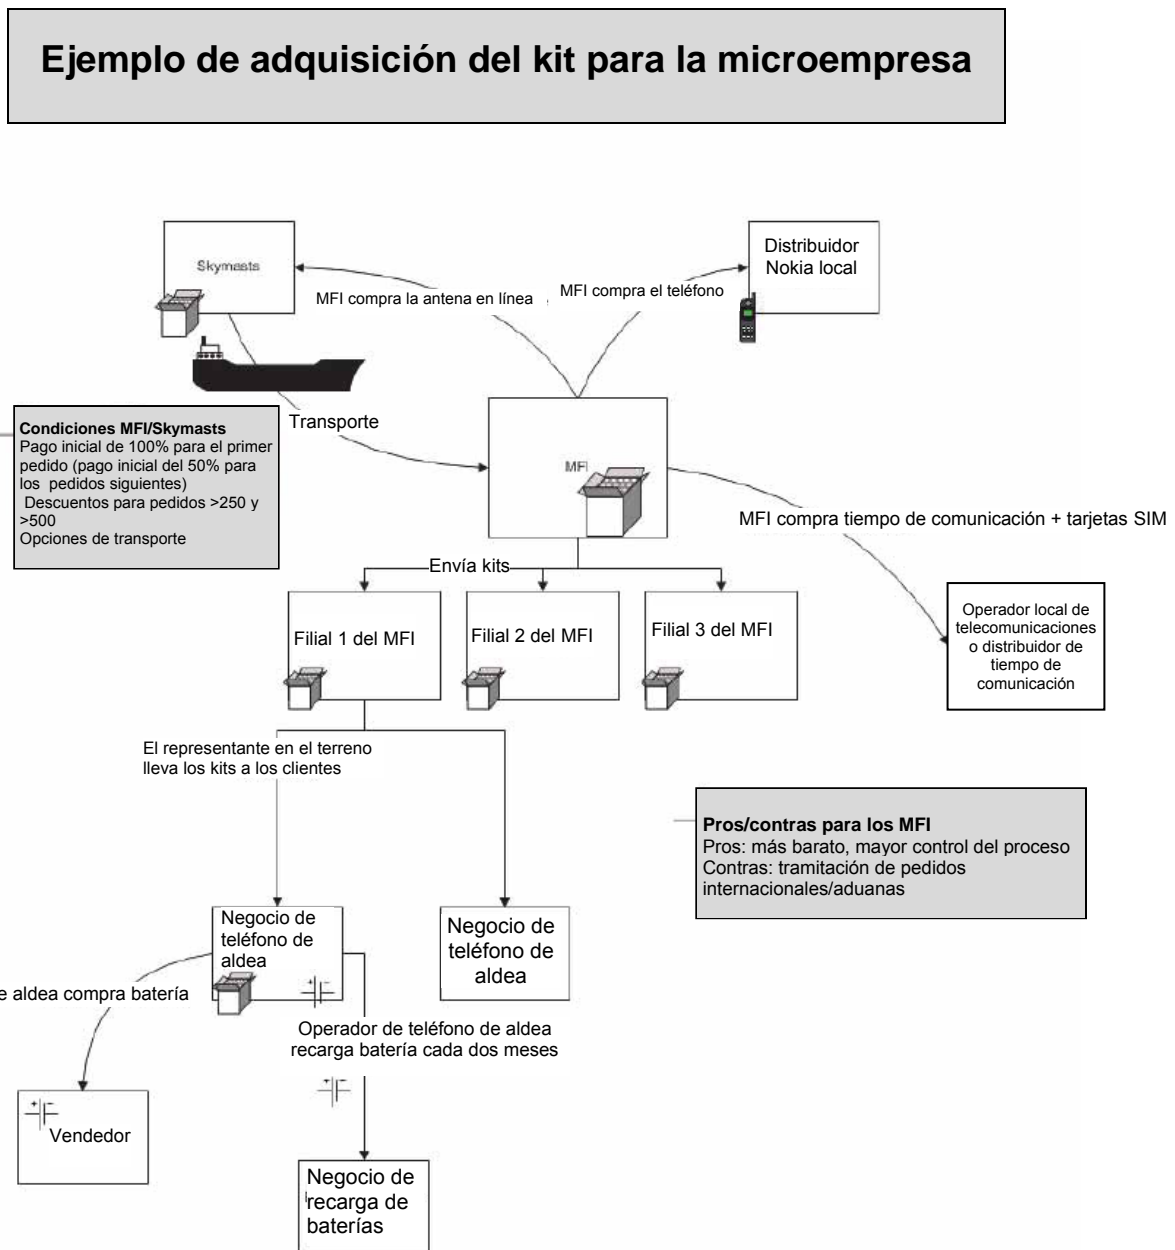 Ejemplo de adquisición del kit para la microempresa
Skymasts
Distribuidor
Nokia local
MFI compra la antena en línea
MFI compra el teléfono
Condiciones MFI/Skymasts
Pago inicial de 100% para el primer
pedido (pago inicial del 50% para
los pedidos siguientes)
Descuentos para pedidos >250 y
>500
Opciones de transporte
Transporte
MFI
MFI compra tiempo de comunicación + tarjetas SIM
Envía kits
Filial 1 del MFI
Filial 2 del MFI
Filial 3 del MFI
Operador local de
telecomunicaciones
o distribuidor de
tiempo de
comunicación
El representante en el terreno
lleva los kits a los clientes
Pros/contras para los MFI
Pros: más barato, mayor control del proceso
Contras: tramitación de pedidos
internacionales/aduanas
Negocio de
teléfono de
aldea
Negocio de
teléfono de
aldea
e aldea compra batería
Operador de teléfono de aldea
recarga batería cada dos meses
Vendedor
Negocio de
recarga de
baterías